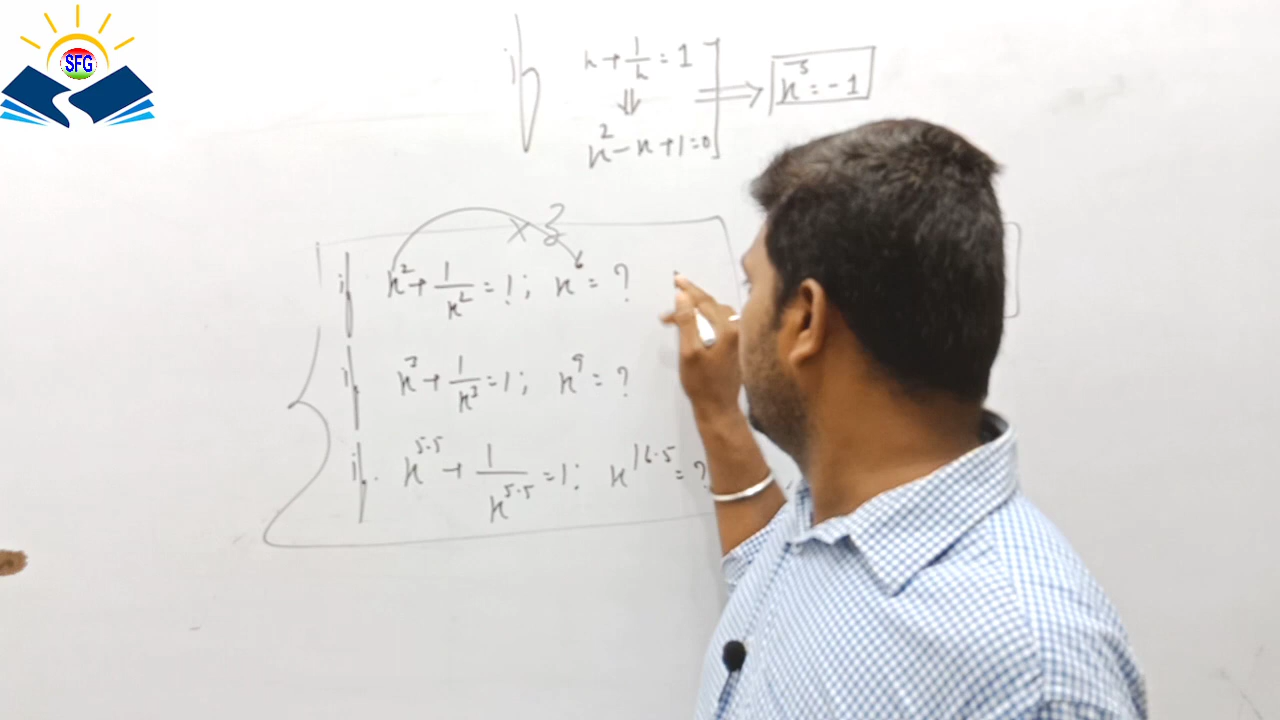 SFG
if x + 1/x = 1 ⟹ x³ = -1
⇓
x² - x + 1 = 0
× 3
if x² + 1/x² = 1; x⁶ = ?
if x³ + 1/x³ = 1; x⁹ = ?
if x^5.5 + 1/x^5.5 = 1; x^16.5 = ?